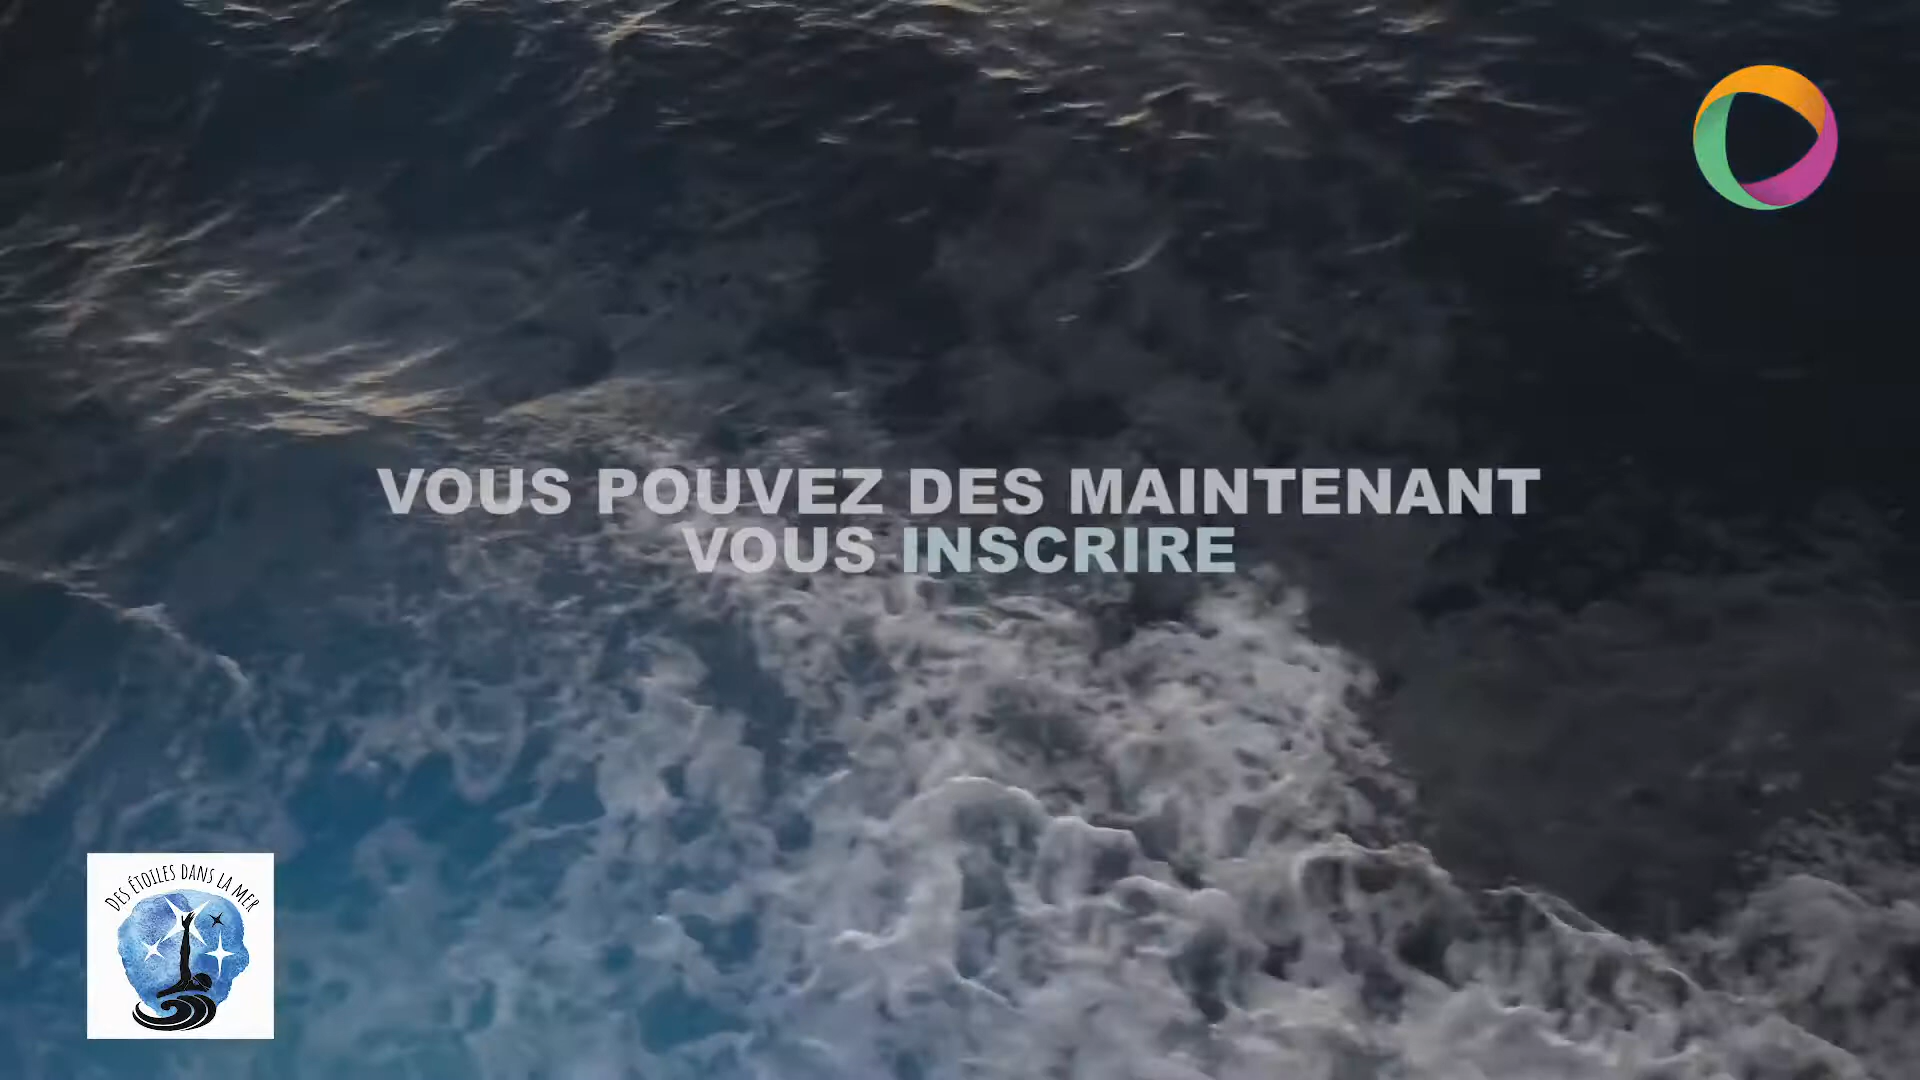 VOUS POUVEZ DES MAINTENANT
VOUS INSCRIRE
DES ÉTOILES DANS LA MER